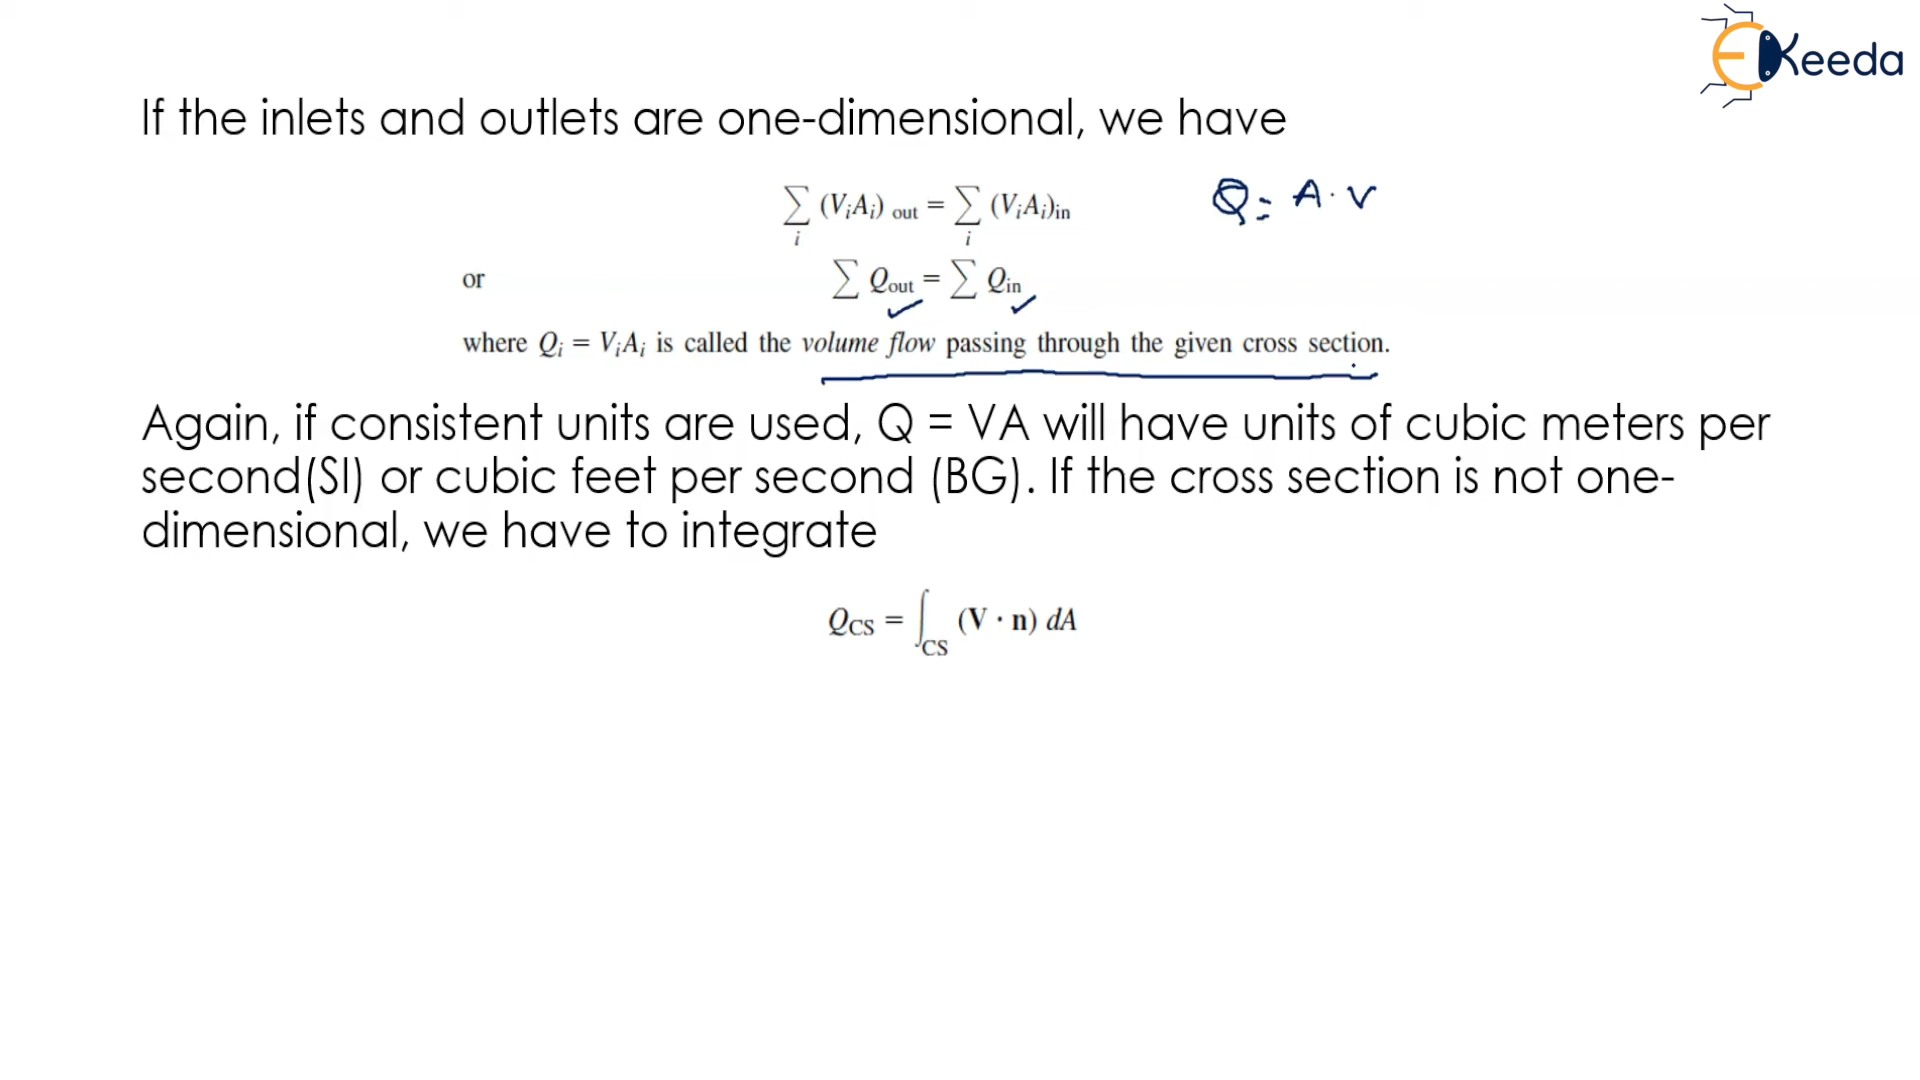 EKeeda
If the inlets and outlets are one-dimensional, we have
∑ᵢ (VᵢAᵢ) out = ∑ᵢ (VᵢAᵢ)in
Q = A · V
or ∑ Qout = ∑ Qin
where Qᵢ = VᵢAᵢ is called the volume flow passing through the given cross section.
Again, if consistent units are used, Q = VA will have units of cubic meters per
second(SI) or cubic feet per second (BG). If the cross section is not one-
dimensional, we have to integrate
QCS = ∫CS (V · n) dA